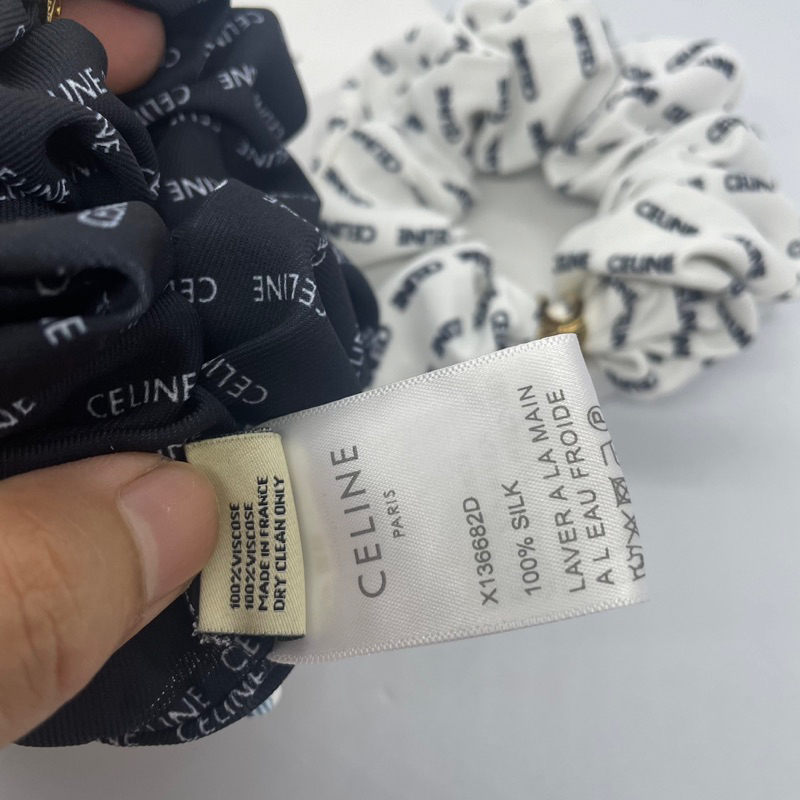 CELINE
PARIS
X136682D
100% SILK
LAVER A LA MAIN
A L EAU FROIDE
100%VISCOSE
100%VISCOSE
MADE IN FRANCE
DRY CLEAN ONLY
CELINE
CELINE
CELINE
CELINE